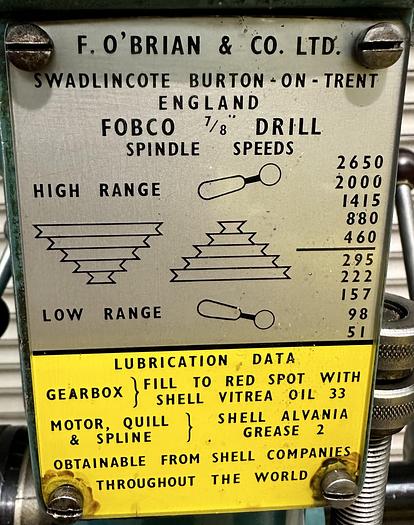 F. O'BRIAN & CO. LTD.
SWADLINCOTE BURTON-ON-TRENT
ENGLAND
FOBCO 7/8" DRILL
SPINDLE SPEEDS
HIGH RANGE
2650
2000
1415
880
460
295
222
157
98
51
LOW RANGE
LUBRICATION DATA
GEARBOX } FILL TO RED SPOT WITH
SHELL VITREA OIL 33
MOTOR, QUILL
& SPLINE } SHELL ALVANIA
GREASE 2
OBTAINABLE FROM SHELL COMPANIES
THROUGHOUT THE WORLD